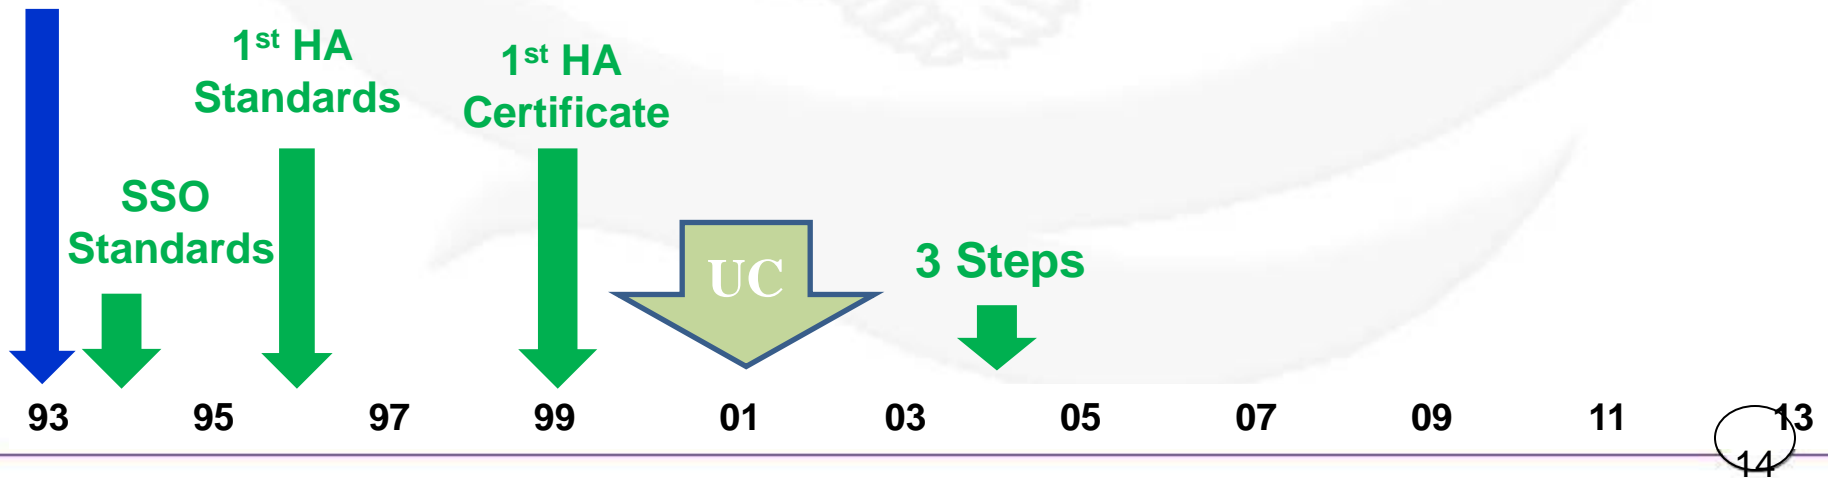 1st HA
Standards
1st HA
Certificate
SSO
Standards
UC
3 Steps
93 95 97 99 01 03 05 07 09 11 13
14